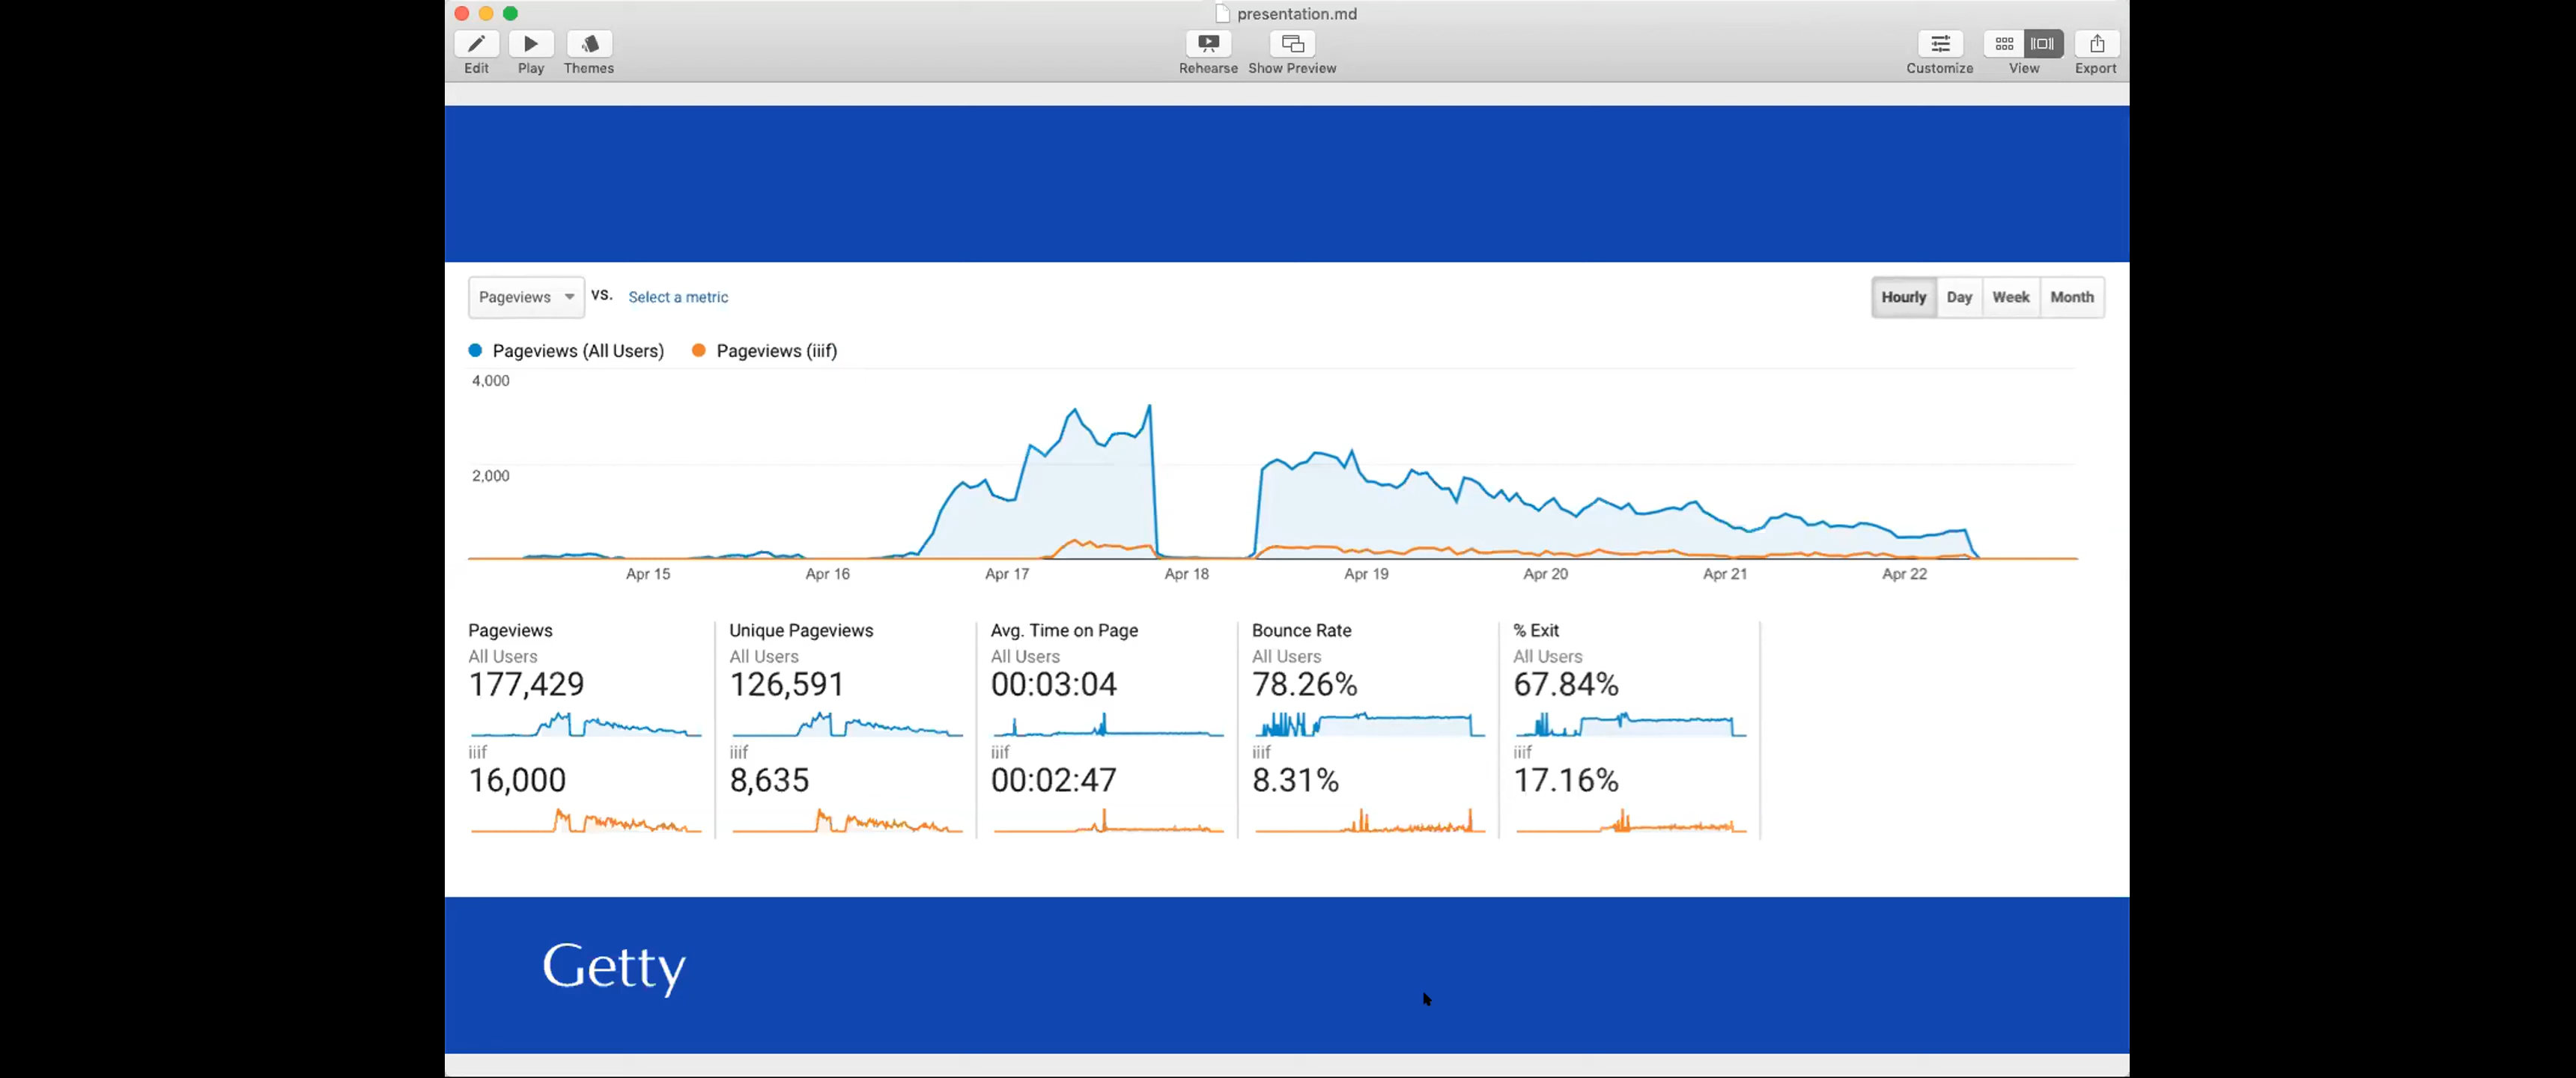 presentation.md
Edit Play Themes Rehearse Show Preview Customize View Export
Pageviews vs. Select a metric Hourly Day Week Month
Pageviews (All Users) Pageviews (iiif)
4,000
2,000
Apr 15 Apr 16 Apr 17 Apr 18 Apr 19 Apr 20 Apr 21 Apr 22
Pageviews Unique Pageviews Avg. Time on Page Bounce Rate % Exit
All Users All Users All Users All Users All Users
177,429 126,591 00:03:04 78.26% 67.84%
iiif iiif iiif iiif iiif
16,000 8,635 00:02:47 8.31% 17.16%
Getty